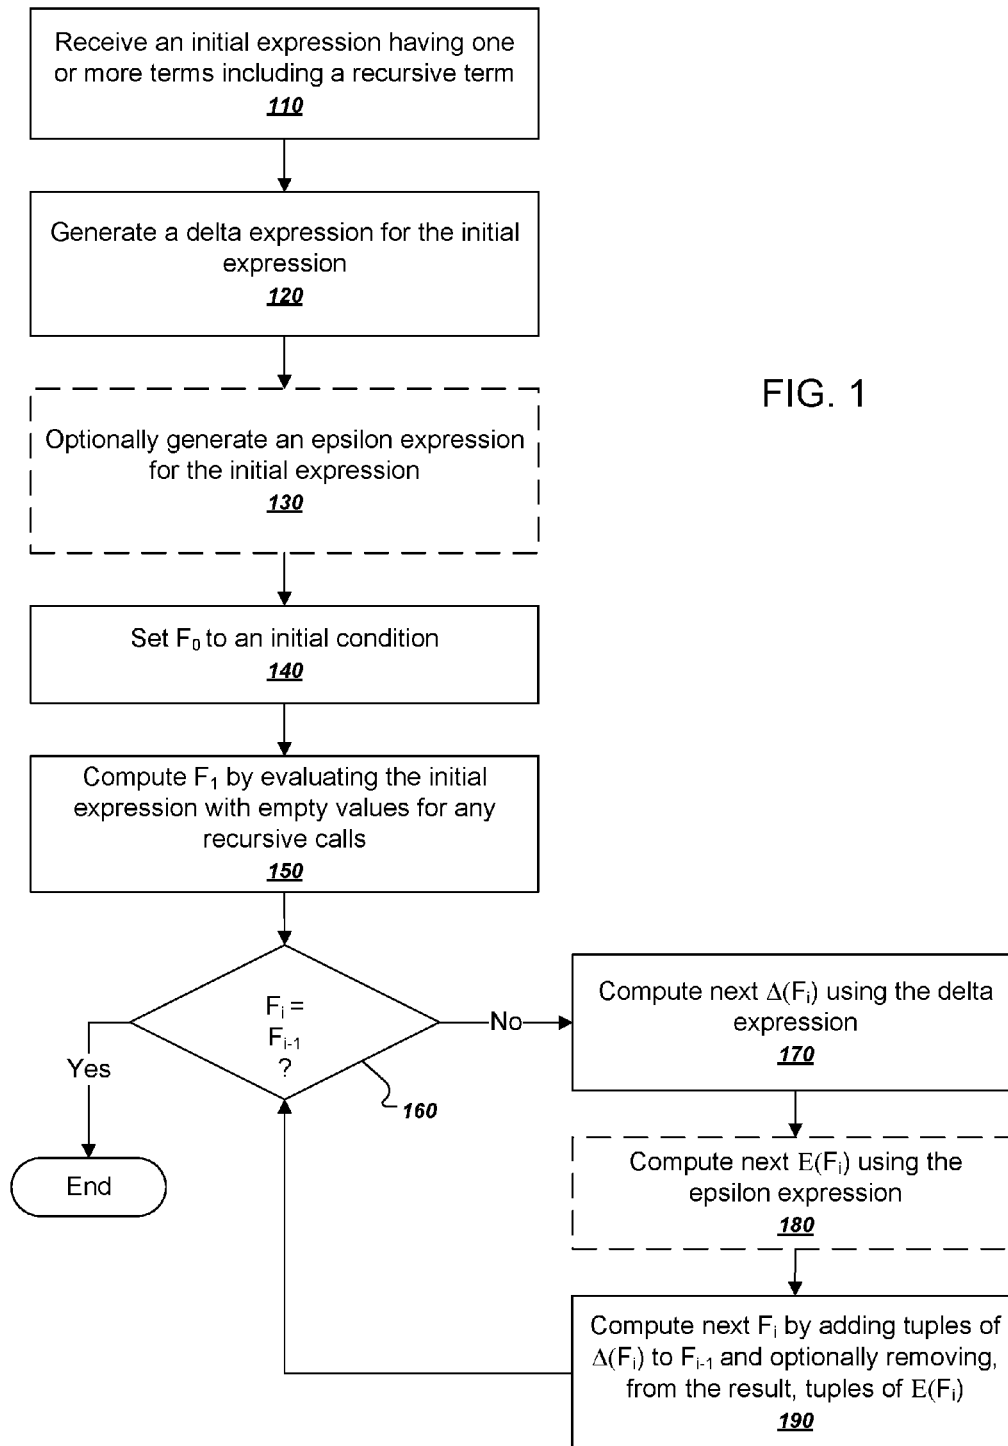 Receive an initial expression having one
or more terms including a recursive term
110
Generate a delta expression for the initial
expression
120
FIG. 1
Optionally generate an epsilon expression
for the initial expression
130
Set F₀ to an initial condition
140
Compute F₁ by evaluating the initial
expression with empty values for any
recursive calls
150
Fᵢ =
Fᵢ₋₁
?
160
Yes
No
End
Compute next Δ(Fᵢ) using the delta
expression
170
Compute next E(Fᵢ) using the
epsilon expression
180
Compute next Fᵢ by adding tuples of
Δ(Fᵢ) to Fᵢ₋₁ and optionally removing,
from the result, tuples of E(Fᵢ)
190